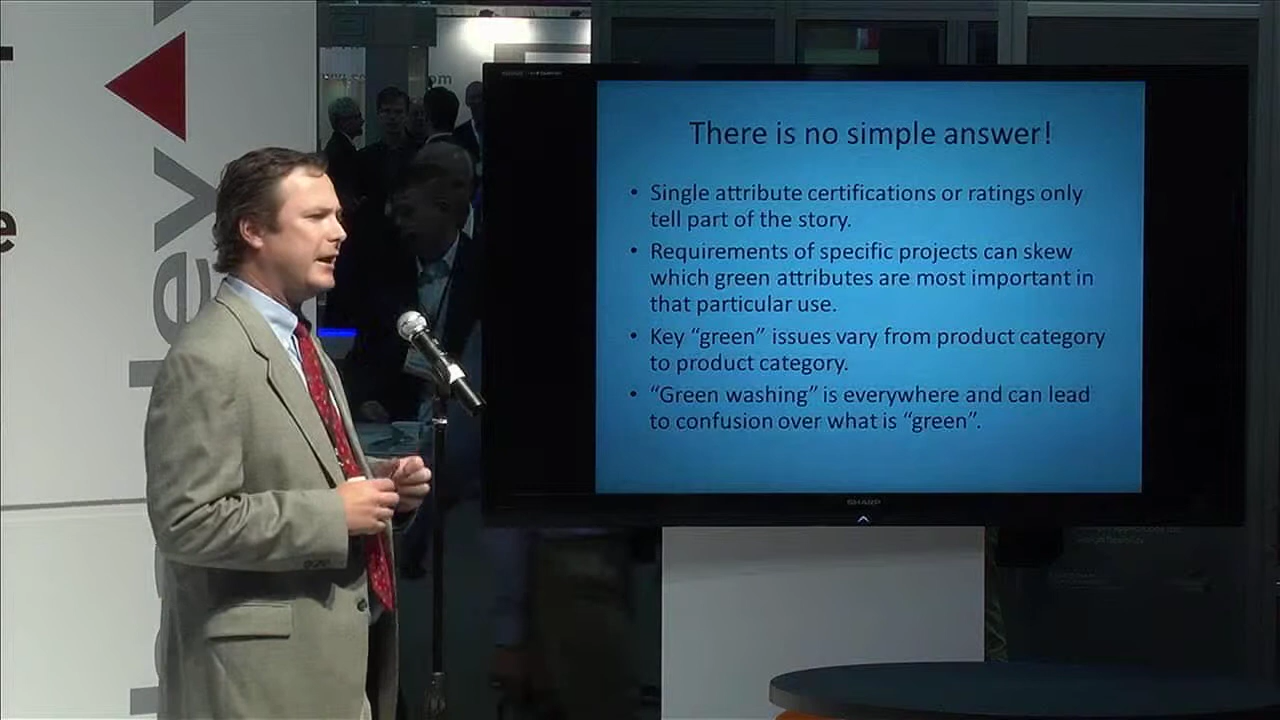 There is no simple answer!
• Single attribute certifications or ratings only
tell part of the story.
• Requirements of specific projects can skew
which green attributes are most important in
that particular use.
• Key “green” issues vary from product category
to product category.
• “Green washing” is everywhere and can lead
to confusion over what is “green”.
SHARP
ley
e
om